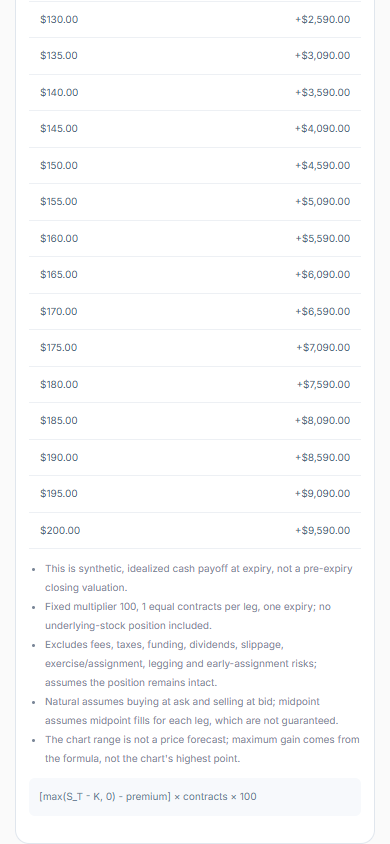 $130.00 +$2,590.00
$135.00 +$3,090.00
$140.00 +$3,590.00
$145.00 +$4,090.00
$150.00 +$4,590.00
$155.00 +$5,090.00
$160.00 +$5,590.00
$165.00 +$6,090.00
$170.00 +$6,590.00
$175.00 +$7,090.00
$180.00 +$7,590.00
$185.00 +$8,090.00
$190.00 +$8,590.00
$195.00 +$9,090.00
$200.00 +$9,590.00
• This is synthetic, idealized cash payoff at expiry, not a pre-expiry
closing valuation.
• Fixed multiplier 100, 1 equal contracts per leg, one expiry; no
underlying-stock position included.
• Excludes fees, taxes, funding, dividends, slippage,
exercise/assignment, legging and early-assignment risks;
assumes the position remains intact.
• Natural assumes buying at ask and selling at bid; midpoint
assumes midpoint fills for each leg, which are not guaranteed.
• The chart range is not a price forecast; maximum gain comes from
the formula, not the chart's highest point.
[max(S_T - K, 0) - premium] × contracts × 100